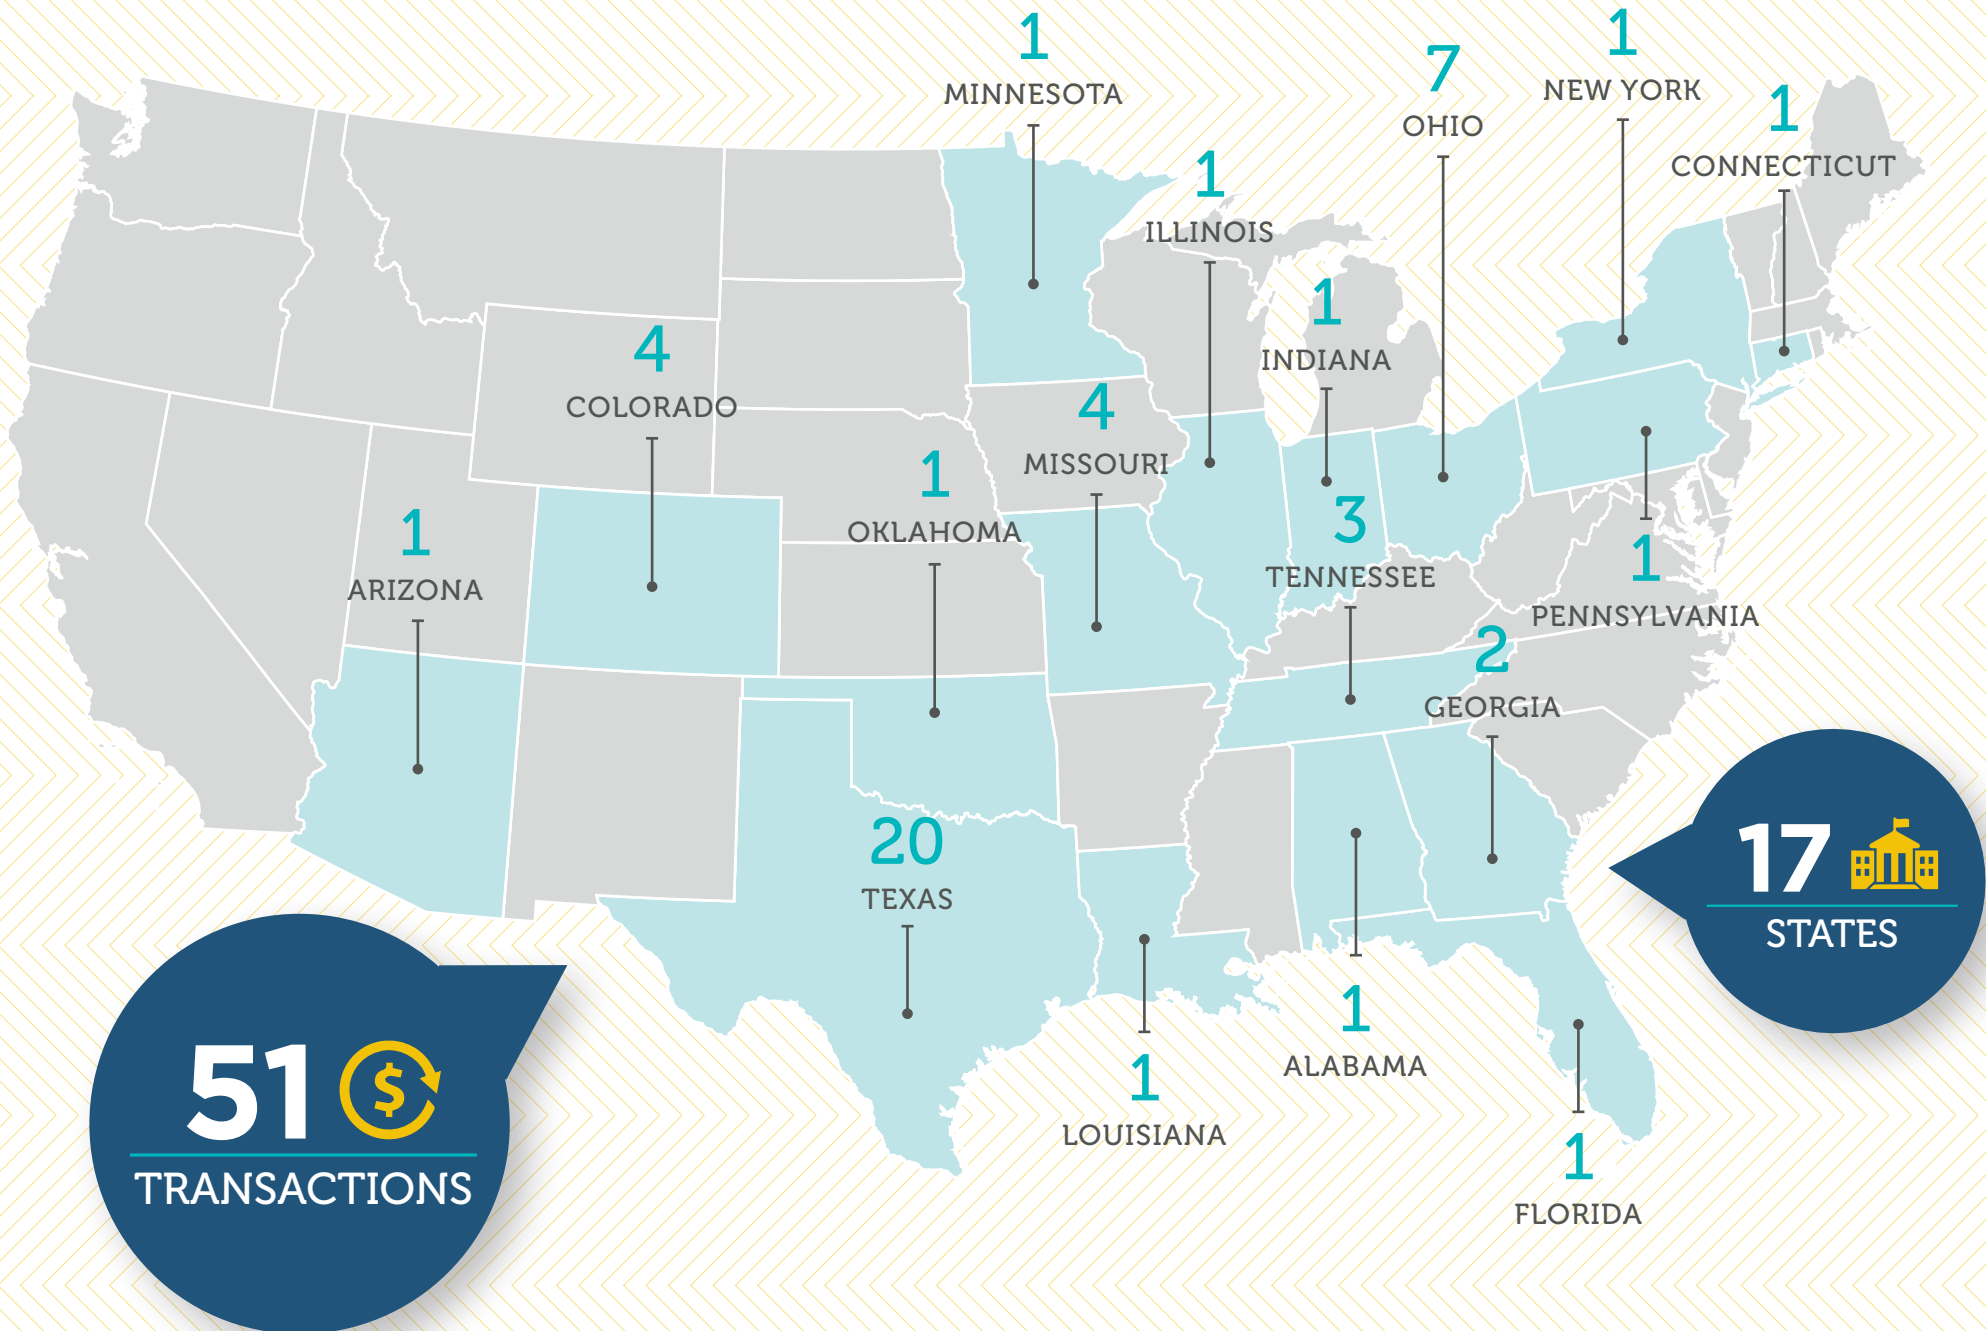 1
MINNESOTA
7
OHIO
1
NEW YORK
1
CONNECTICUT
1
ILLINOIS
1
INDIANA
4
COLORADO
4
MISSOURI
1
OKLAHOMA
1
ARIZONA
3
TENNESSEE
1
PENNSYLVANIA
2
GEORGIA
20
TEXAS
17
STATES
1
ALABAMA
1
LOUISIANA
1
FLORIDA
51 $
TRANSACTIONS